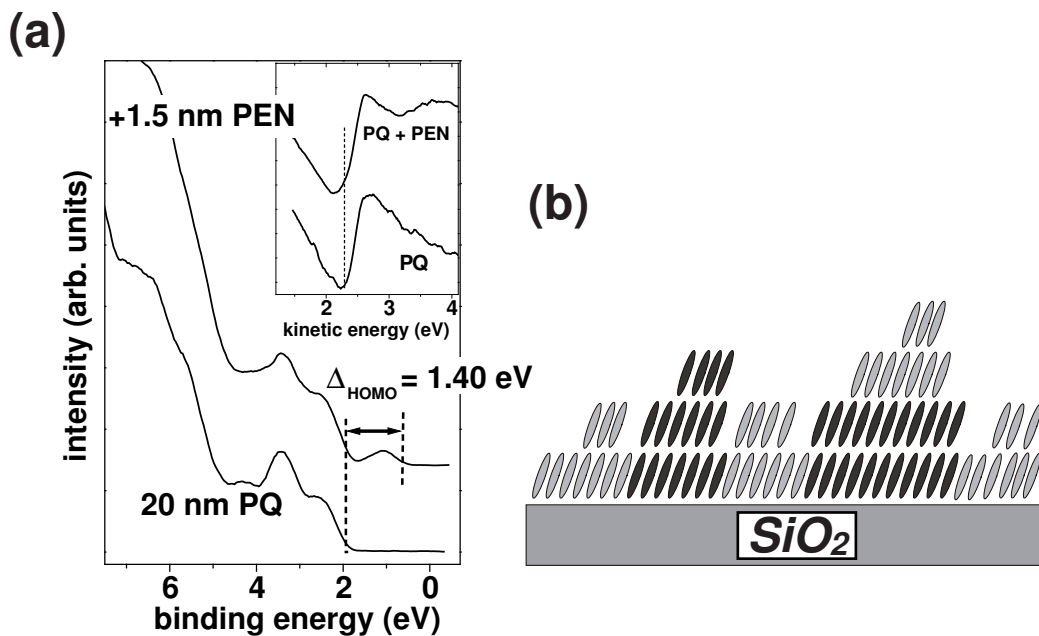 (a)
+1.5 nm PEN
PQ + PEN
PQ
2 3 4
kinetic energy (eV)
ΔHOMO = 1.40 eV
20 nm PQ
intensity (arb. units)
6 4 2 0
binding energy (eV)
(b)
SiO₂